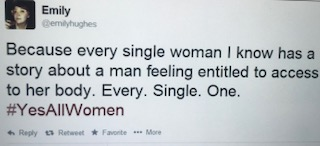 Emily
@emilyhughes
Because every single woman I know has a
story about a man feeling entitled to access
to her body. Every. Single. One.
#YesAllWomen
Reply Retweet Favorite More